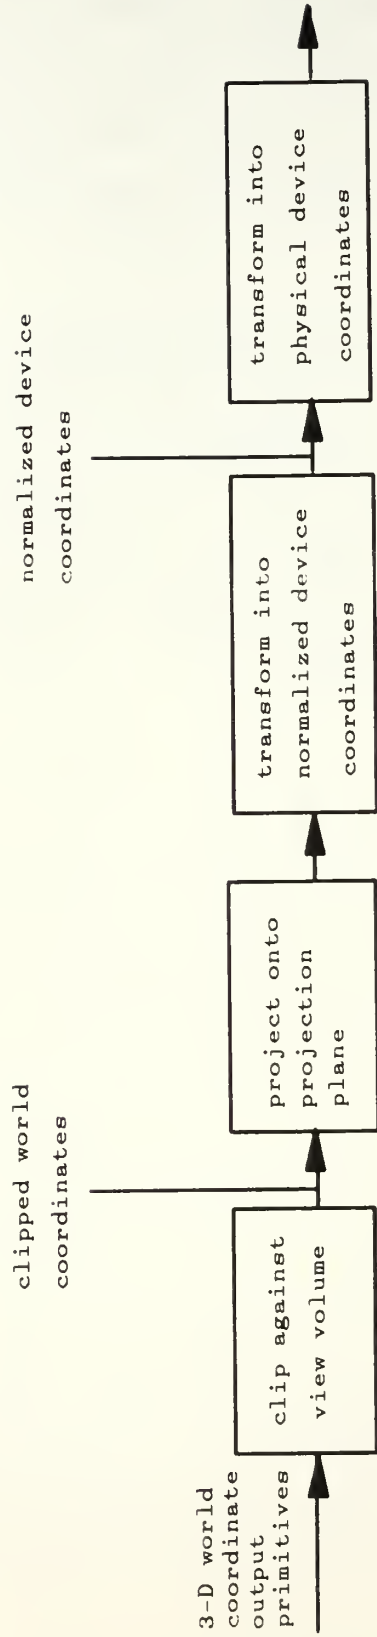 3-D world
coordinate
output
primitives
clip against
view volume
clipped world
coordinates
project onto
projection
plane
transform into
normalized device
coordinates
normalized device
coordinates
transform into
physical device
coordinates